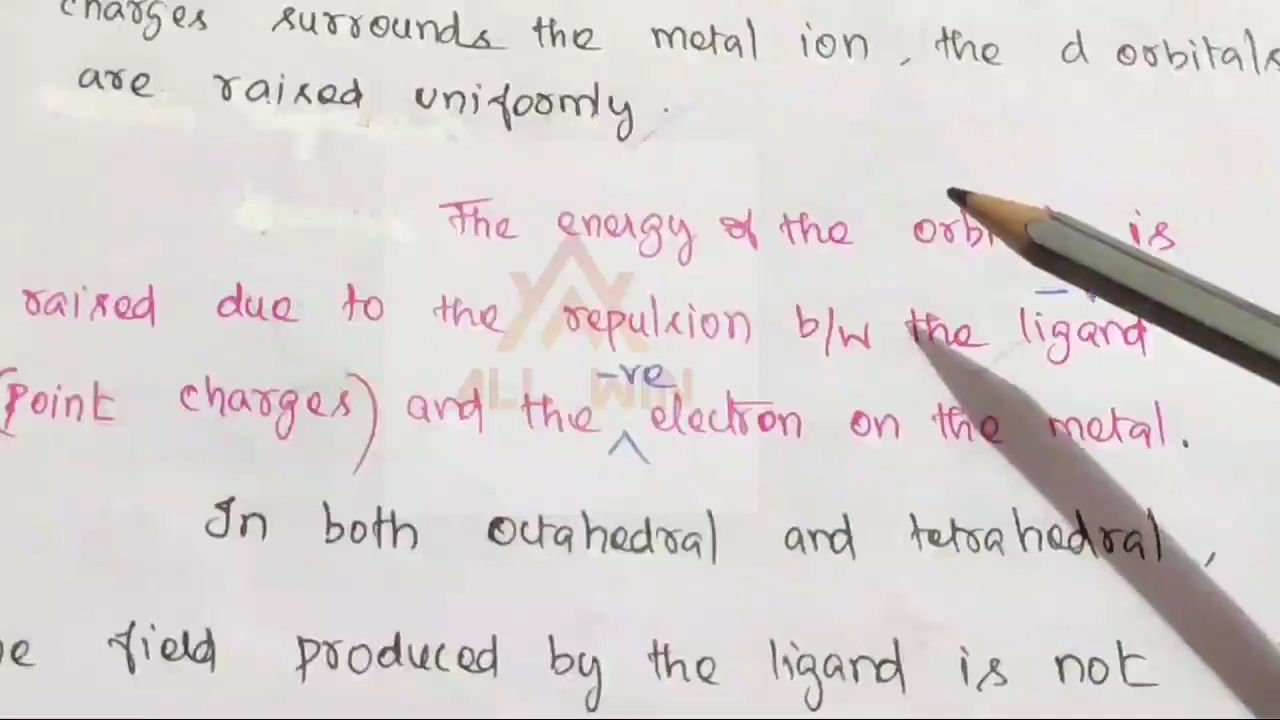 charges surrounds the metal ion, the d orbitals
are raised uniformly.
The energy of the is
raised due to the repulsion b/w the ligand
-ve
(point charges) and the ^ electron on the metal.
ALL WIN
In both octahedral and tetrahedral,
field produced by the ligand is not